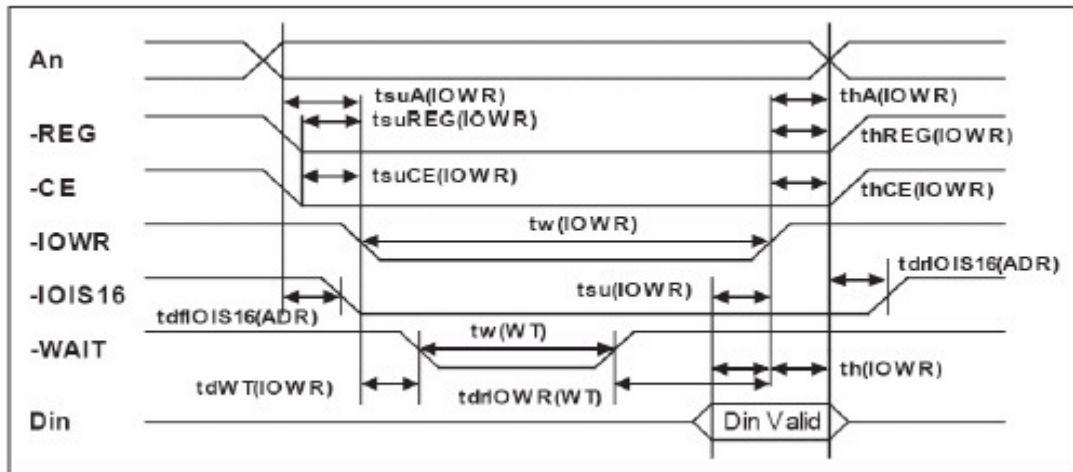 An
tsuA(IOWR)
thA(IOWR)
tsuREG(IOWR)
-REG
thREG(IOWR)
tsuCE(IOWR)
-CE
thCE(IOWR)
tw(IOWR)
-IOWR
tdrIOIS16(ADR)
-IOIS16
tsu(IOWR)
tdfIOIS16(ADR)
tw(WT)
-WAIT
th(IOWR)
tdWT(IOWR)
tdrIOWR(WT)
Din
Din Valid